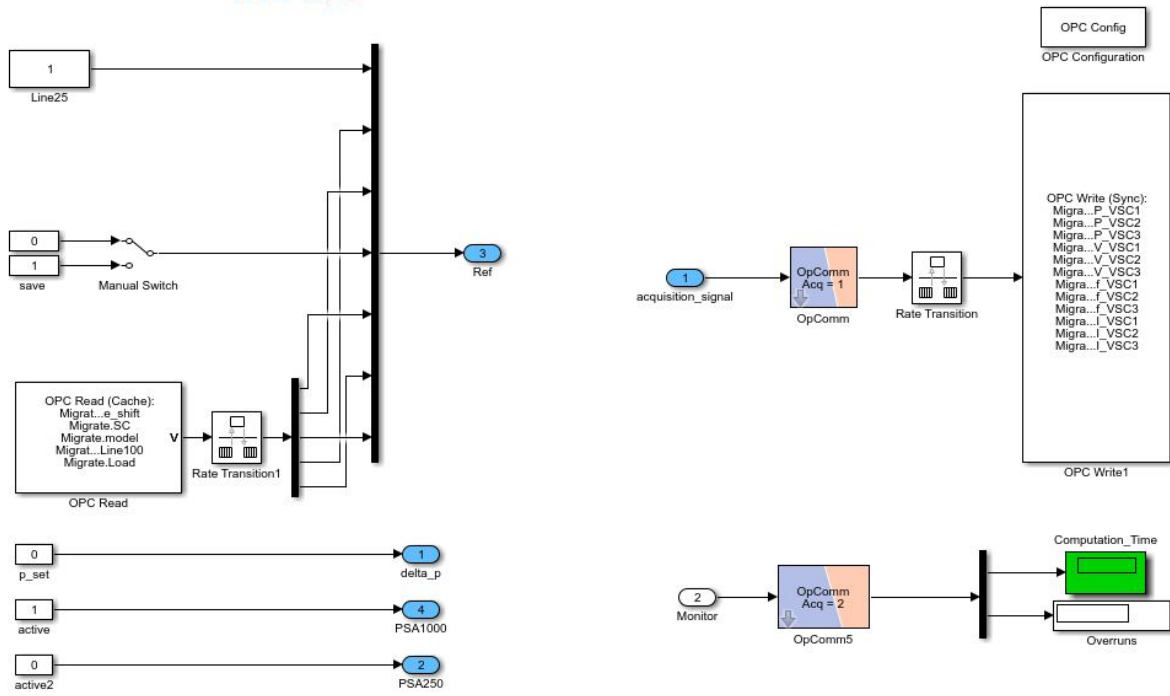 1
Line25
0
1
save
Manual Switch
3
Ref
OPC Read (Cache):
Migrat...e_shift
Migrate.SC
Migrate.model
Migrat...Line100
Migrate.Load
V
OPC Read
Rate Transition1
0
p_set
1
delta_p
1
active
4
PSA1000
0
active2
2
PSA250
OPC Config
OPC Configuration
1
acquisition_signal
OpComm
Acq = 1
OpComm
Rate Transition
OPC Write (Sync):
Migra...P_VSC1
Migra...P_VSC2
Migra...P_VSC3
Migra...V_VSC1
Migra...V_VSC2
Migra...V_VSC3
Migra...f_VSC1
Migra...f_VSC2
Migra...f_VSC3
Migra...I_VSC1
Migra...I_VSC2
Migra...I_VSC3
OPC Write1
2
Monitor
OpComm
Acq = 2
OpComm5
Computation_Time
Overruns